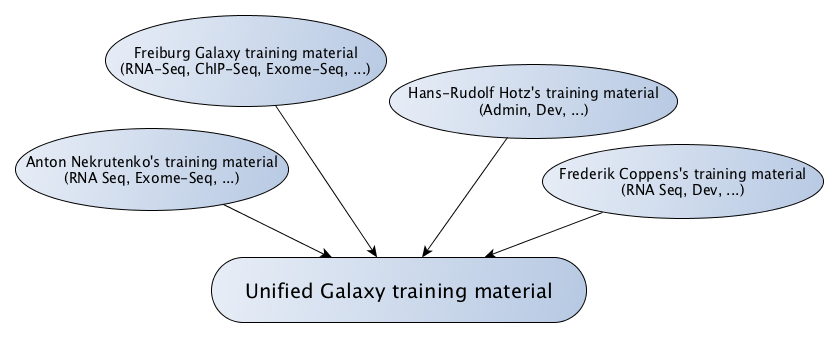 Freiburg Galaxy training material
(RNA-Seq, ChIP-Seq, Exome-Seq, ...)
Hans-Rudolf Hotz's training material
(Admin, Dev, ...)
Anton Nekrutenko's training material
(RNA Seq, Exome-Seq, ...)
Frederik Coppens's training material
(RNA Seq, Dev, ...)
Unified Galaxy training material